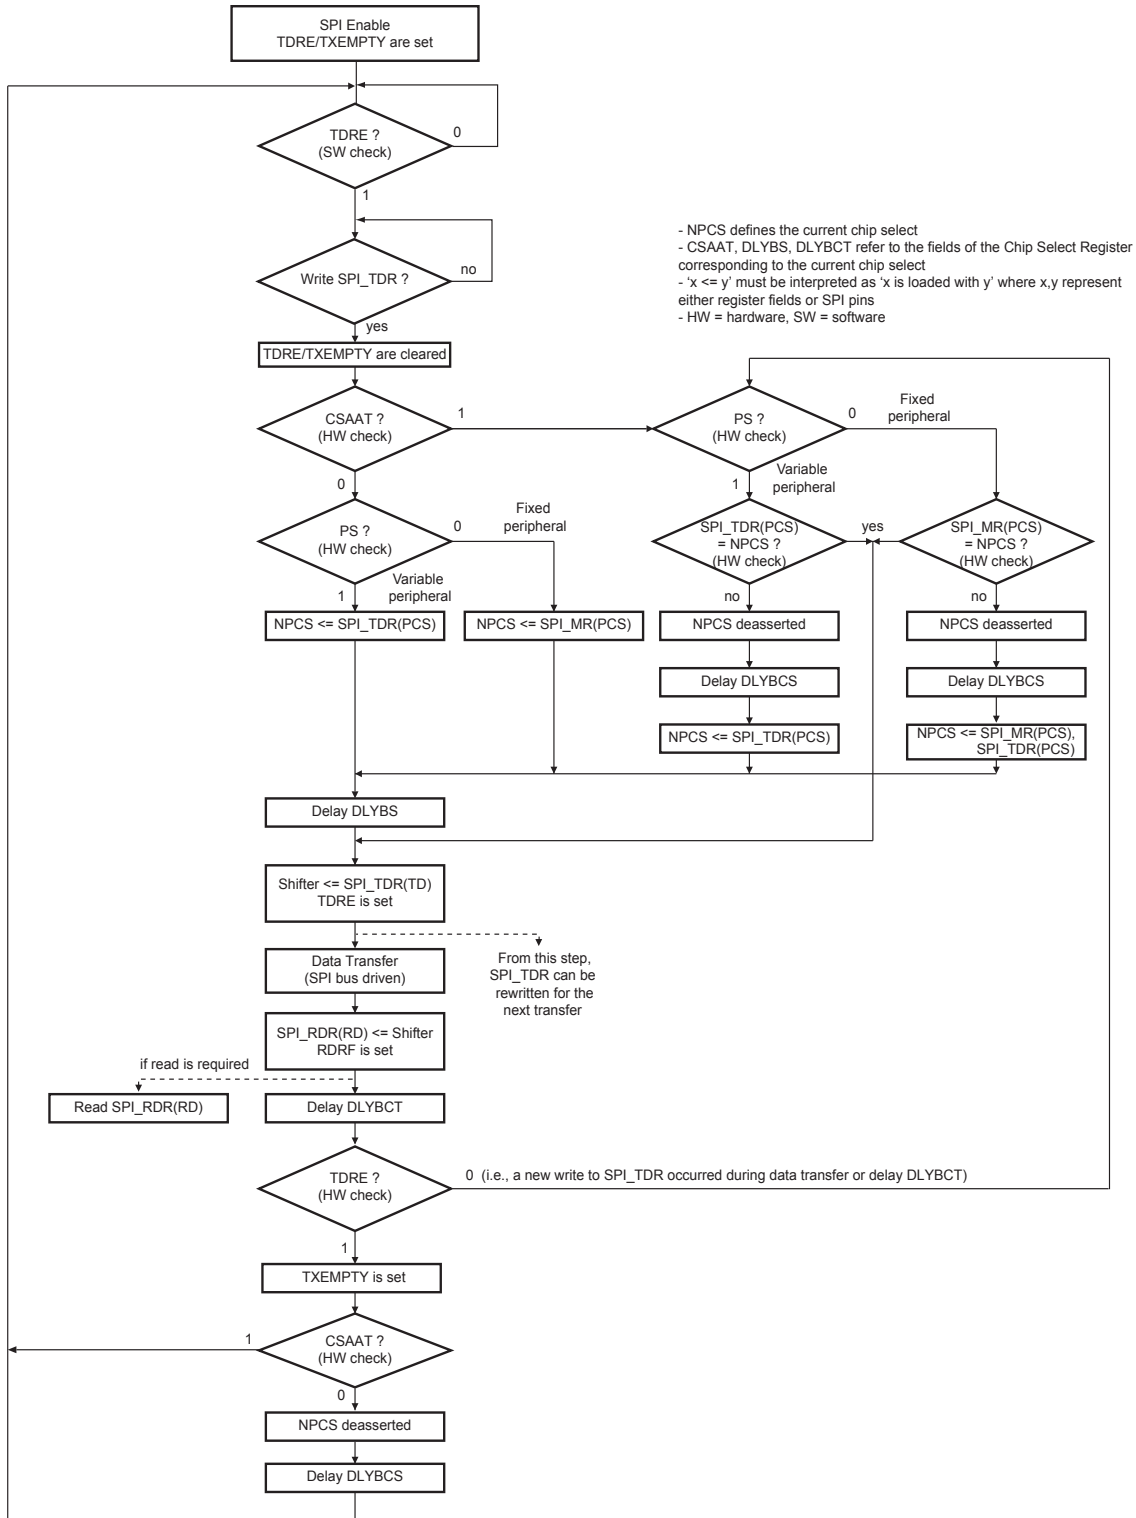 SPI Enable
TDRE/TXEMPTY are set
TDRE ?
(SW check)
0
1
Write SPI_TDR ?
no
yes
- NPCS defines the current chip select
- CSAAT, DLYBS, DLYBCT refer to the fields of the Chip Select Register
corresponding to the current chip select
- ‘x <= y’ must be interpreted as ‘x is loaded with y’ where x,y represent
either register fields or SPI pins
- HW = hardware, SW = software
TDRE/TXEMPTY are cleared
CSAAT ?
(HW check)
1
0
PS ?
(HW check)
0
Fixed
peripheral
1
Variable
peripheral
PS ?
(HW check)
0
Fixed
peripheral
1
Variable
peripheral
SPI_TDR(PCS)
= NPCS ?
(HW check)
yes
no
SPI_MR(PCS)
= NPCS ?
(HW check)
no
NPCS <= SPI_TDR(PCS)
NPCS <= SPI_MR(PCS)
NPCS deasserted
NPCS deasserted
Delay DLYBCS
Delay DLYBCS
NPCS <= SPI_TDR(PCS)
NPCS <= SPI_MR(PCS),
SPI_TDR(PCS)
Delay DLYBS
Shifter <= SPI_TDR(TD)
TDRE is set
Data Transfer
(SPI bus driven)
From this step,
SPI_TDR can be
rewritten for the
next transfer
SPI_RDR(RD) <= Shifter
RDRF is set
if read is required
Read SPI_RDR(RD)
Delay DLYBCT
TDRE ?
(HW check)
0 (i.e., a new write to SPI_TDR occurred during data transfer or delay DLYBCT)
1
TXEMPTY is set
CSAAT ?
(HW check)
1
0
NPCS deasserted
Delay DLYBCS